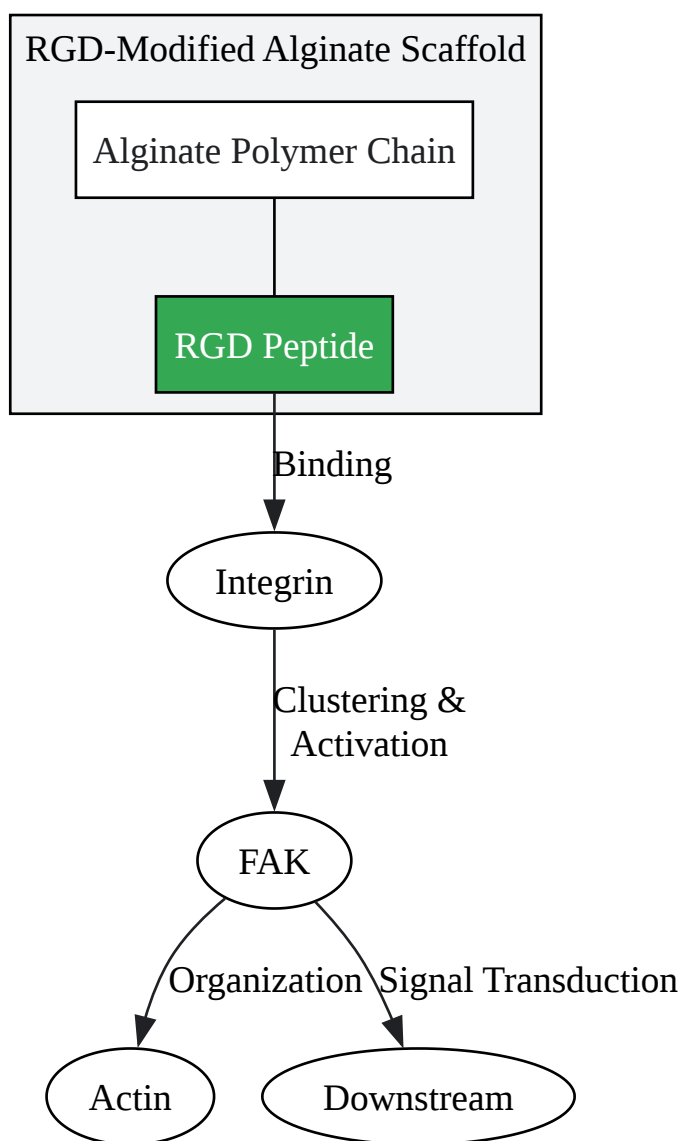 RGD-Modified Alginate Scaffold
Alginate Polymer Chain
RGD Peptide
Binding
Integrin
Clustering &
Activation
FAK
Organization
Signal Transduction
Actin
Downstream